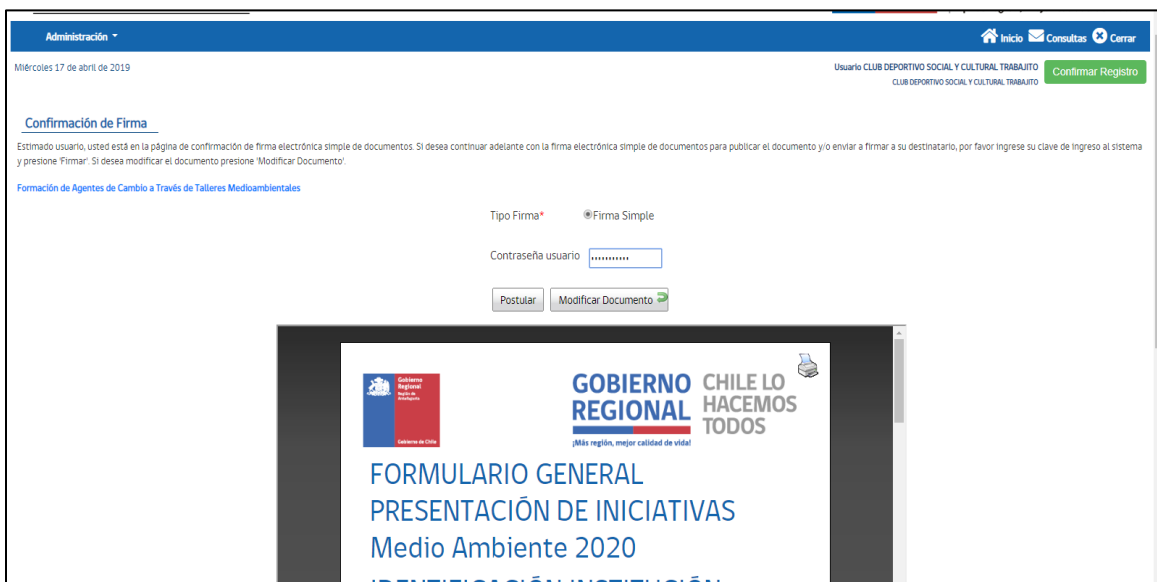 Administración
Inicio Consultas Cerrar
Miércoles 17 de abril de 2019
Usuario CLUB DEPORTIVO SOCIAL Y CULTURAL TRABAJITO
CLUB DEPORTIVO SOCIAL Y CULTURAL TRABAJITO
Confirmar Registro
Confirmación de Firma
Estimado usuario, usted está en la página de confirmación de firma electrónica simple de documentos. Si desea continuar adelante con la firma electrónica simple de documentos para publicar el documento y/o enviar a firmar a su destinatario, por favor ingrese su clave de ingreso al sistema
y presione 'Firmar'. Si desea modificar el documento presione 'Modificar Documento'.
Formación de Agentes de Cambio a Través de Talleres Medioambientales
Tipo Firma* Firma Simple
Contraseña usuario
Postular Modificar Documento
Gobierno
Regional
Región de
Antofagasta
Gobierno de Chile
GOBIERNO
REGIONAL
¡Más región, mejor calidad de vida!
CHILE LO
HACEMOS
TODOS
FORMULARIO GENERAL
PRESENTACIÓN DE INICIATIVAS
Medio Ambiente 2020
IDENTIFICACIÓN INSTITUCIÓN